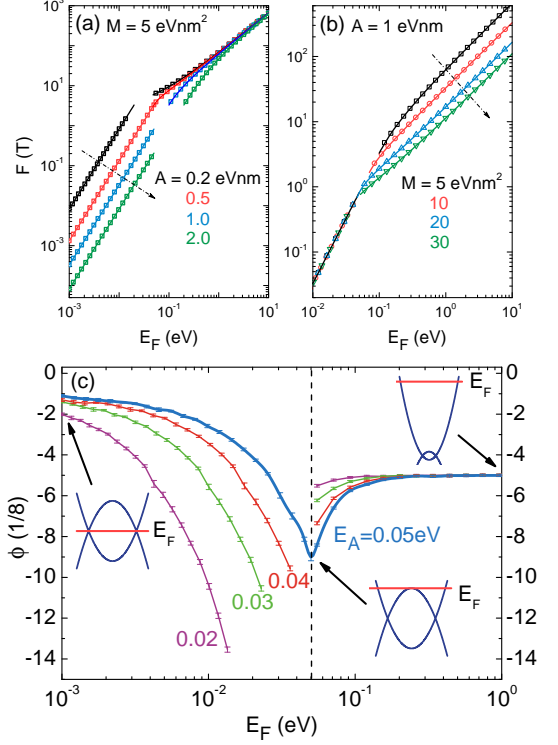 (a) M = 5 eVnm²
10³
10¹
10⁻¹
10⁻³
F (T)
A = 0.2 eVnm
0.5
1.0
2.0
10⁻³ 10⁻² 10⁻¹ 10⁰ 10¹
E_F (eV)
(b) A = 1 eVnm
10²
10¹
10⁰
10⁻¹
M = 5 eVnm²
10
20
30
10⁻² 10⁻¹ 10⁰ 10¹
E_F (eV)
(c)
0
-2
-4
-6
-8
-10
-12
-14
ϕ (1/8)
E_F
E_F
E_F
E_A=0.05eV
0.04
0.03
0.02
0
-2
-4
-6
-8
-10
-12
-14
10⁻³ 10⁻² 10⁻¹ 10⁰
E_F (eV)